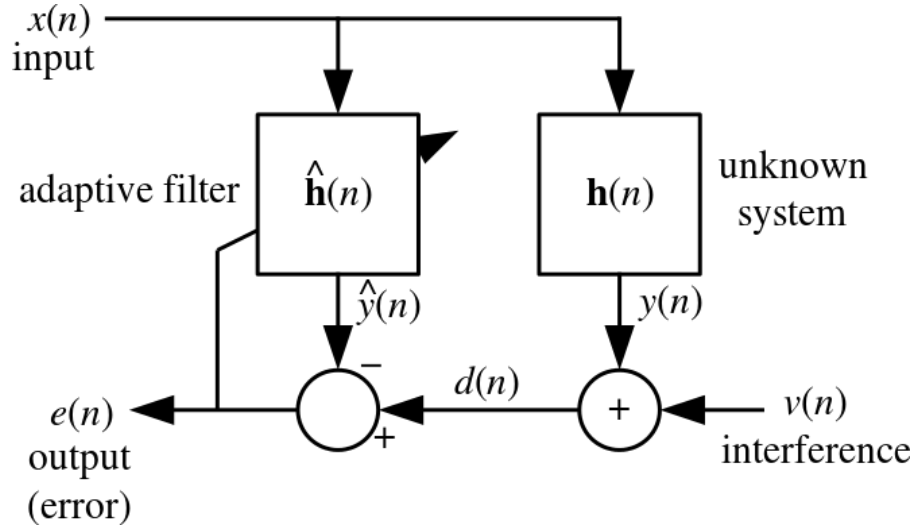 x(n)
input
adaptive filter
ĥ(n)
h(n)
unknown
system
ŷ(n)
y(n)
−
+
d(n)
+
v(n)
interference
e(n)
output
(error)